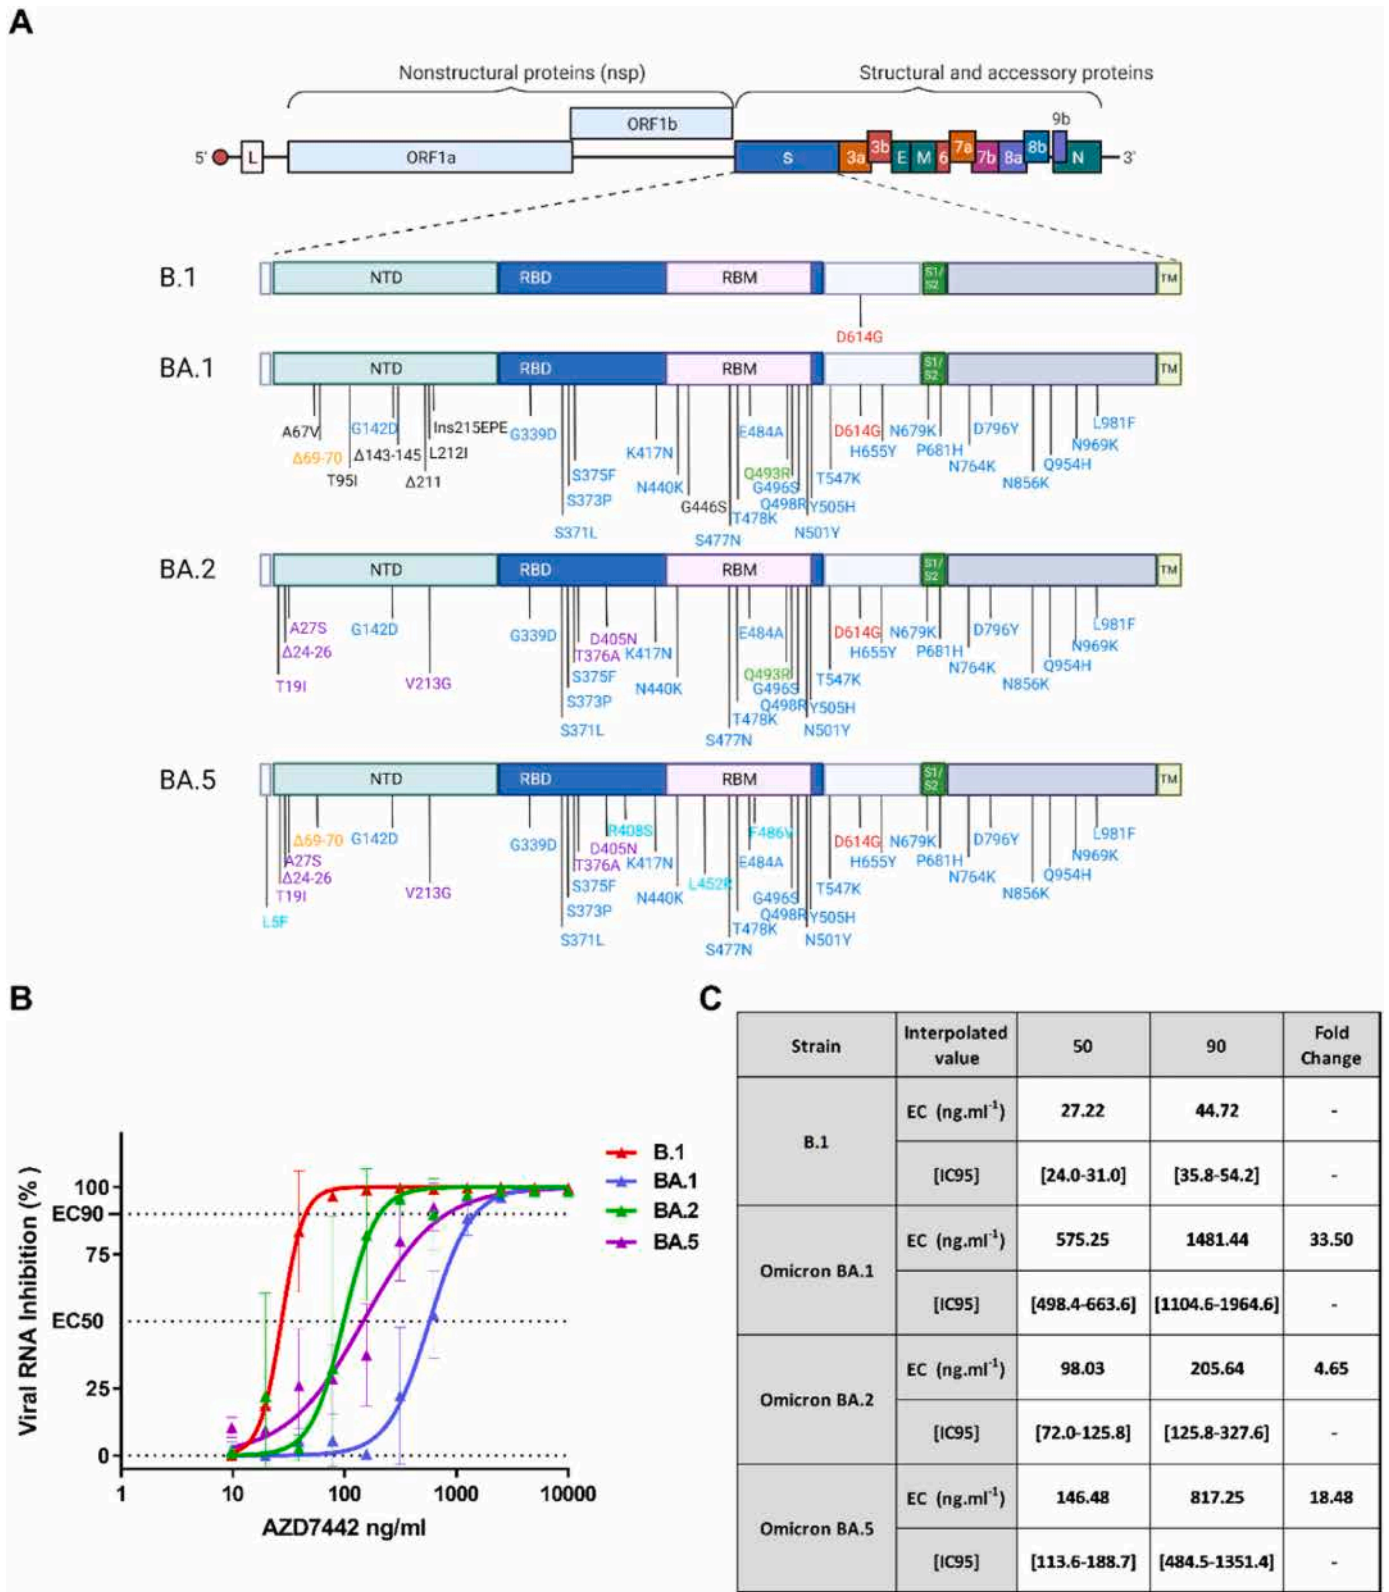 A
Nonstructural proteins (nsp)
Structural and accessory proteins
5' L ORF1a ORF1b S 3a 3b E M 6 7a 7b 8a 8b 9b N 3'
B.1
NTD RBD RBM S1/S2 TM
D614G
BA.1
NTD RBD RBM S1/S2 TM
A67V
Δ69-70
T95I
G142D
Δ143-145
Δ211
L212I
Ins215EPE
G339D
S371L
S373P
S375F
K417N
N440K
G446S
S477N
T478K
E484A
Q493R
G496S
Q498R
N501Y
Y505H
T547K
D614G
H655Y
N679K
P681H
N764K
D796Y
N856K
Q954H
N969K
L981F
BA.2
NTD RBD RBM S1/S2 TM
T19I
Δ24-26
A27S
G142D
V213G
G339D
S371L
S373P
S375F
T376A
D405N
K417N
N440K
S477N
T478K
E484A
Q493R
G496S
Q498R
N501Y
Y505H
T547K
D614G
H655Y
N679K
P681H
N764K
D796Y
N856K
Q954H
N969K
L981F
BA.5
NTD RBD RBM S1/S2 TM
L5F
T19I
Δ24-26
A27S
Δ69-70
G142D
V213G
G339D
S371L
S373P
S375F
T376A
D405N
R408S
K417N
N440K
L452R
S477N
T478K
E484A
F486V
G496S
Q498R
N501Y
Y505H
T547K
D614G
H655Y
N679K
P681H
N764K
D796Y
N856K
Q954H
N969K
L981F
B
Viral RNA Inhibition (%)
100
EC90
75
EC50
25
0
1 10 100 1000 10000
AZD7442 ng/ml
B.1
BA.1
BA.2
BA.5
C
Strain Interpolated value 50 90 Fold Change
B.1 EC (ng.ml⁻¹) 27.22 44.72 -
[IC95] [24.0-31.0] [35.8-54.2] -
Omicron BA.1 EC (ng.ml⁻¹) 575.25 1481.44 33.50
[IC95] [498.4-663.6] [1104.6-1964.6] -
Omicron BA.2 EC (ng.ml⁻¹) 98.03 205.64 4.65
[IC95] [72.0-125.8] [125.8-327.6] -
Omicron BA.5 EC (ng.ml⁻¹) 146.48 817.25 18.48
[IC95] [113.6-188.7] [484.5-1351.4] -